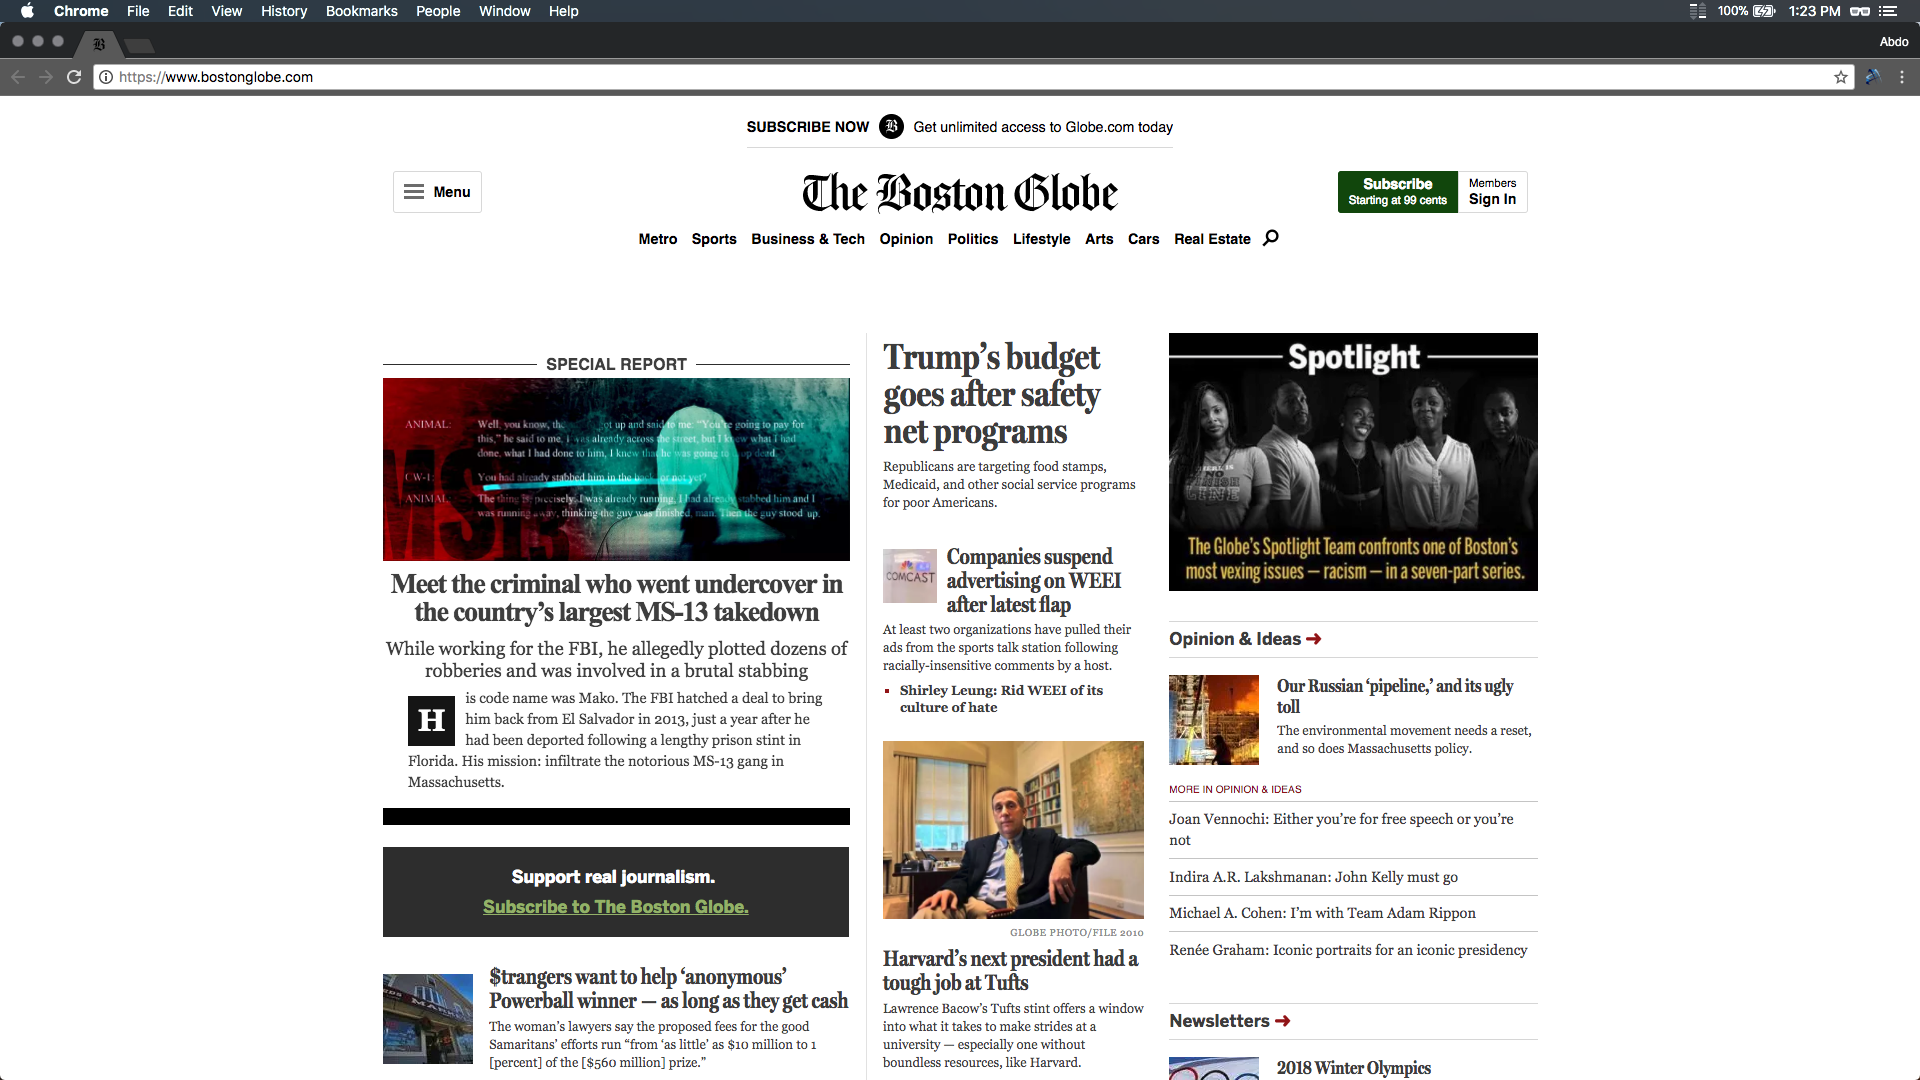 Chrome File Edit View History Bookmarks People Window Help 100% 1:23 PM
Abdo
https://www.bostonglobe.com
SUBSCRIBE NOW B Get unlimited access to Globe.com today
Menu
The Boston Globe
Subscribe
Starting at 99 cents
Members
Sign In
Metro Sports Business & Tech Opinion Politics Lifestyle Arts Cars Real Estate
SPECIAL REPORT
ANIMAL: Well, you know, got up and said to me: “You're going to pay for
this,” he said to me, I was already across the street, but I knew what I had
done, what I had done to him, I knew that he was going to up dead.
CW-1: You had already stabbed him in the back, or not yet?
ANIMAL: The thing is, precisely, I was already running, I had already stabbed him and I
was running away, thinking the guy was finished, man. Then the guy stood up.
MS13
Meet the criminal who went undercover in
the country’s largest MS-13 takedown
While working for the FBI, he allegedly plotted dozens of
robberies and was involved in a brutal stabbing
His code name was Mako. The FBI hatched a deal to bring
him back from El Salvador in 2013, just a year after he
had been deported following a lengthy prison stint in
Florida. His mission: infiltrate the notorious MS-13 gang in
Massachusetts.
Support real journalism.
Subscribe to The Boston Globe.
$trangers want to help ‘anonymous’
Powerball winner — as long as they get cash
The woman’s lawyers say the proposed fees for the good
Samaritans’ efforts run “from ‘as little’ as $10 million to 1
[percent] of the [$560 million] prize.”
Trump’s budget
goes after safety
net programs
Republicans are targeting food stamps,
Medicaid, and other social service programs
for poor Americans.
COMCAST
Companies suspend
advertising on WEEI
after latest flap
At least two organizations have pulled their
ads from the sports talk station following
racially-insensitive comments by a host.
Shirley Leung: Rid WEEI of its
culture of hate
GLOBE PHOTO/FILE 2010
Harvard’s next president had a
tough job at Tufts
Lawrence Bacow’s Tufts stint offers a window
into what it takes to make strides at a
university — especially one without
boundless resources, like Harvard.
Spotlight
The Globe’s Spotlight Team confronts one of Boston’s
most vexing issues — racism — in a seven-part series.
Opinion & Ideas
Our Russian ‘pipeline,’ and its ugly
toll
The environmental movement needs a reset,
and so does Massachusetts policy.
MORE IN OPINION & IDEAS
Joan Vennochi: Either you’re for free speech or you’re
not
Indira A.R. Lakshmanan: John Kelly must go
Michael A. Cohen: I’m with Team Adam Rippon
Renée Graham: Iconic portraits for an iconic presidency
Newsletters
2018 Winter Olympics